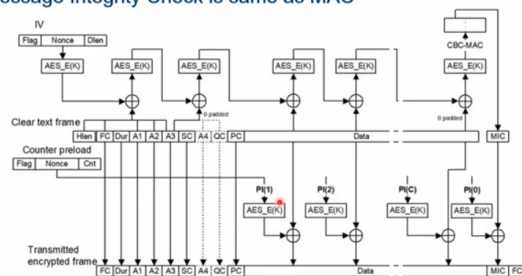 Message Integrity Check is same as MAC
IV
Flag Nonce Dlen
CBC-MAC
AES_E(K) AES_E(K) AES_E(K) AES_E(K) AES_E(K) AES_E(K)
0 padded 0 padded
Clear text frame
Hlen FC Dur A1 A2 A3 SC A4 QC PC Data MIC
Counter preload
Flag Nonce Cnt
PI(1) PI(2) PI(C) PI(0)
AES_E(K) AES_E(K) AES_E(K) AES_E(K)
Transmitted
encrypted frame
FC Dur A1 A2 A3 SC A4 QC PC Data MIC FC